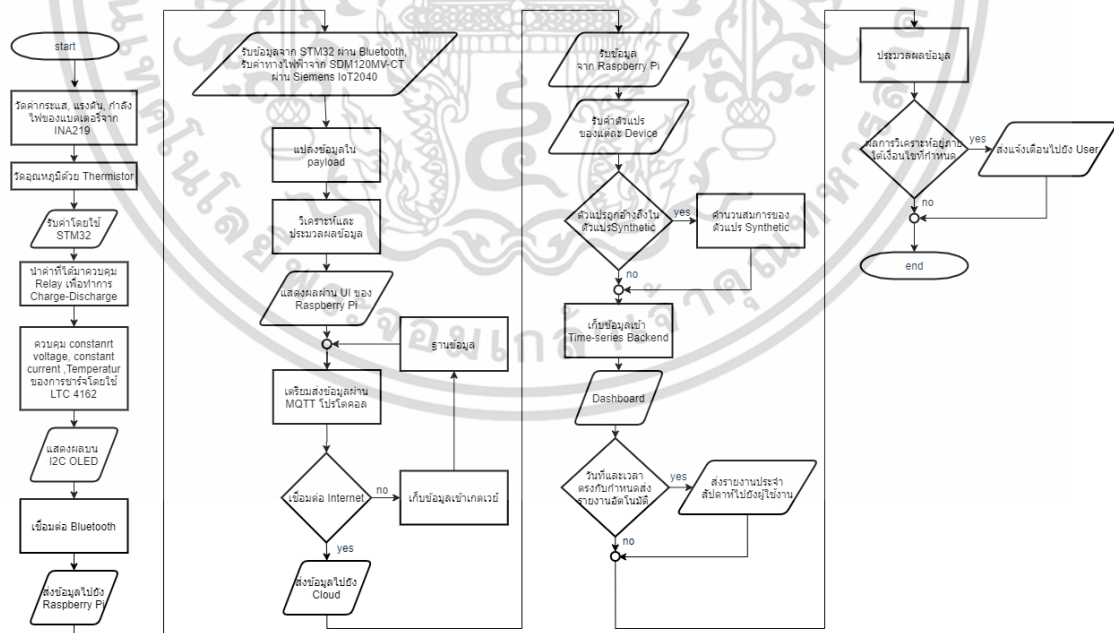 start
วัดค่ากระแส, แรงดัน, กำลัง
ไฟของแบตเตอรี่จาก
INA219
วัดอุณหภูมิด้วย Thermistor
รับค่าโดยใช้
STM32
นำค่าที่ได้มาควบคุม
Relay เพื่อทำการ
Charge-Discharge
ควบคุม constanrt
voltage, constant
current ,Temperatur
ของการชาร์จโดยใช้
LTC 4162
แสดงผลบน
I2C OLED
เชื่อมต่อ Bluetooth
ส่งข้อมูลไปยัง
Raspberry Pi
รับข้อมูลจาก STM32 ผ่าน Bluetooth,
รับค่าทางไฟฟ้าจาก SDM120MV-CT
ผ่าน Siemens IoT2040
แปลงข้อมูลใน
payload
วิเคราะห์และ
ประมวลผลข้อมูล
แสดงผลผ่าน UI ของ
Raspberry Pi
ฐานข้อมูล
เตรียมส่งข้อมูลผ่าน
MQTT โปรโตคอล
เชื่อมต่อ Internet
no
เก็บข้อมูลเข้าเกตเวย์
yes
ส่งข้อมูลไปยัง
Cloud
รับข้อมูล
จาก Raspberry Pi
รับค่าตัวแปร
ของแต่ละ Device
ตัวแปรถูกอ้างถึงใน
ตัวแปรSynthetic
yes
คำนวนสมการของ
ตัวแปร Synthetic
no
เก็บข้อมูลเข้า
Time-series Backend
Dashboard
วันที่และเวลา
ตรงกับกำหนดส่ง
รายงานอัตโนมัติ
yes
ส่งรายงานประจำ
สัปดาห์ไปยังผู้ใช้งาน
no
ประมวลผลข้อมูล
ผลการวิเคราะห์อยู่ภาย
ใต้เงื่อนไขที่กำหนด
yes
ส่งแจ้งเตือนไปยัง User
no
end